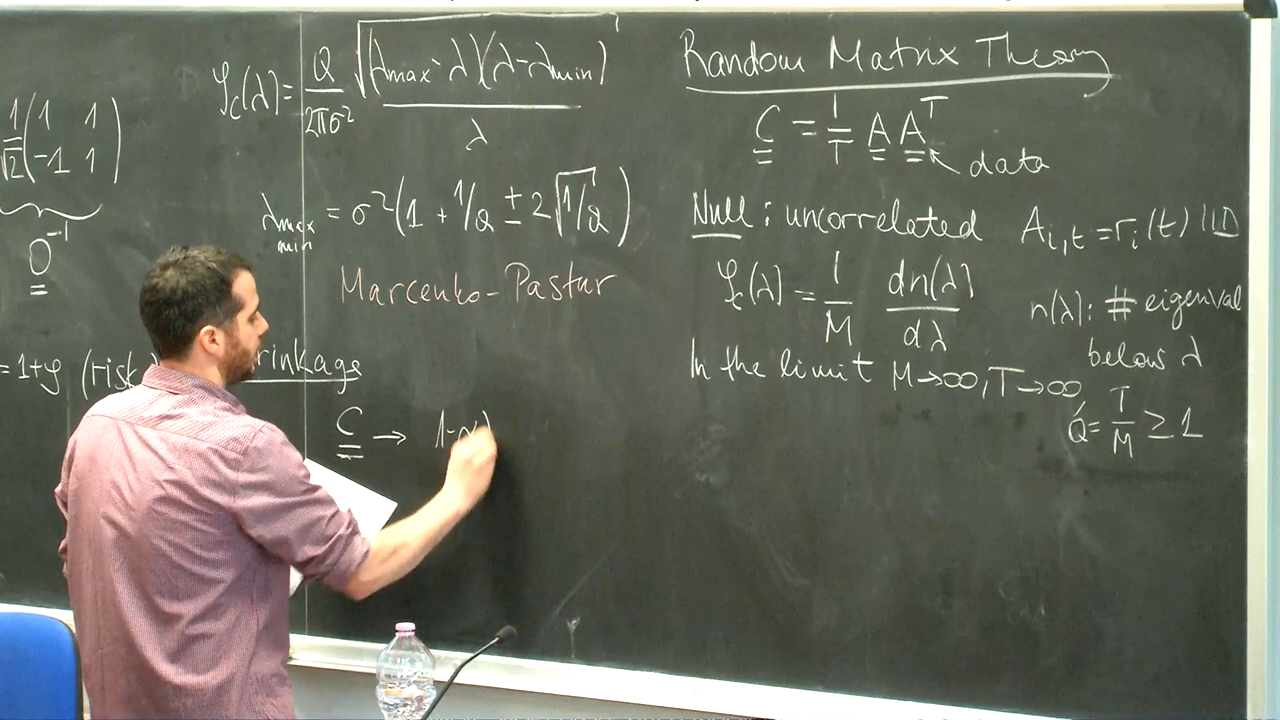 1/√2 ( 1 1
-1 1 )
O^-1
= 1+φ (risk)
ρ_c(λ) = Q/2πσ² √(λmax - λ)(λ - λmin) / λ
λ max min = σ² (1 + 1/Q ± 2√1/Q)
Marcenko-Pastur
C → 1-α)
Random Matrix Theory
C = 1/T A A^T
data
Null : uncorrelated A_i,t = r_i(t) IID
ρ_c(λ) = 1/M dn(λ)/dλ
n(λ): # eigenval
below λ
In the limit M→∞, T→∞,
Q = T/M ≥ 1